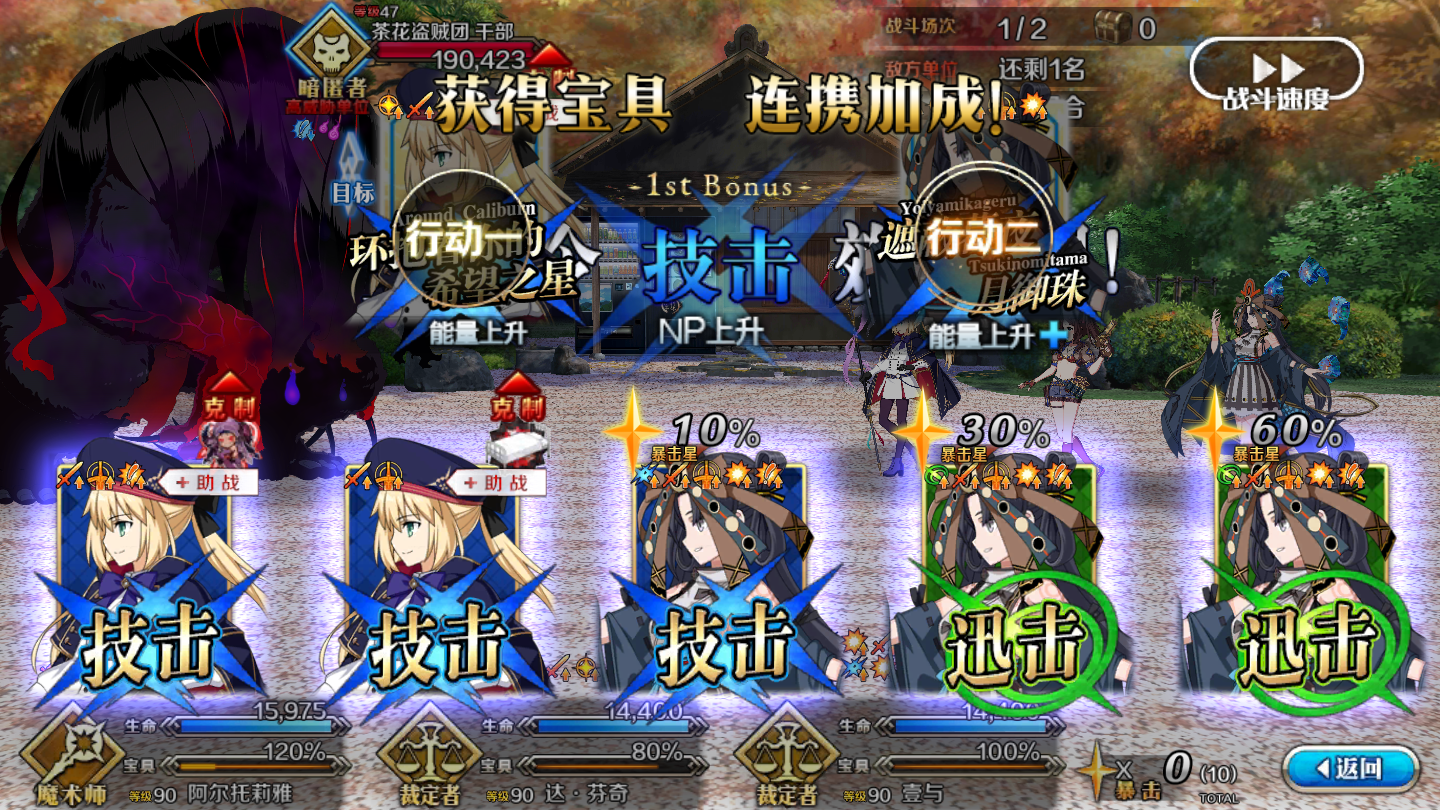 等级47
茶花盗贼团 干部
190,423
暗匿者
高威胁单位
战斗场次 1/2 0
敌方单位 还剩1名
战斗速度
获得宝具 连携加成!
目标
-1st Bonus-
Around Caliburn
行动一
希望之星
能量上升
技击
NP上升
Yomiyamikageru
行动二
Tsukinomitama
月御珠
能量上升
克制
克制
助战
助战
10%
暴击星
30%
暴击星
60%
暴击星
技击
技击
技击
迅击
迅击
生命 15,975
宝具 120%
魔术师 等级90 阿尔托莉雅
生命 14,400
宝具 80%
裁定者 等级90 达·芬奇
生命 14,400
宝具 100%
裁定者 等级90 壹与
X 0 (10)
暴击 TOTAL
返回